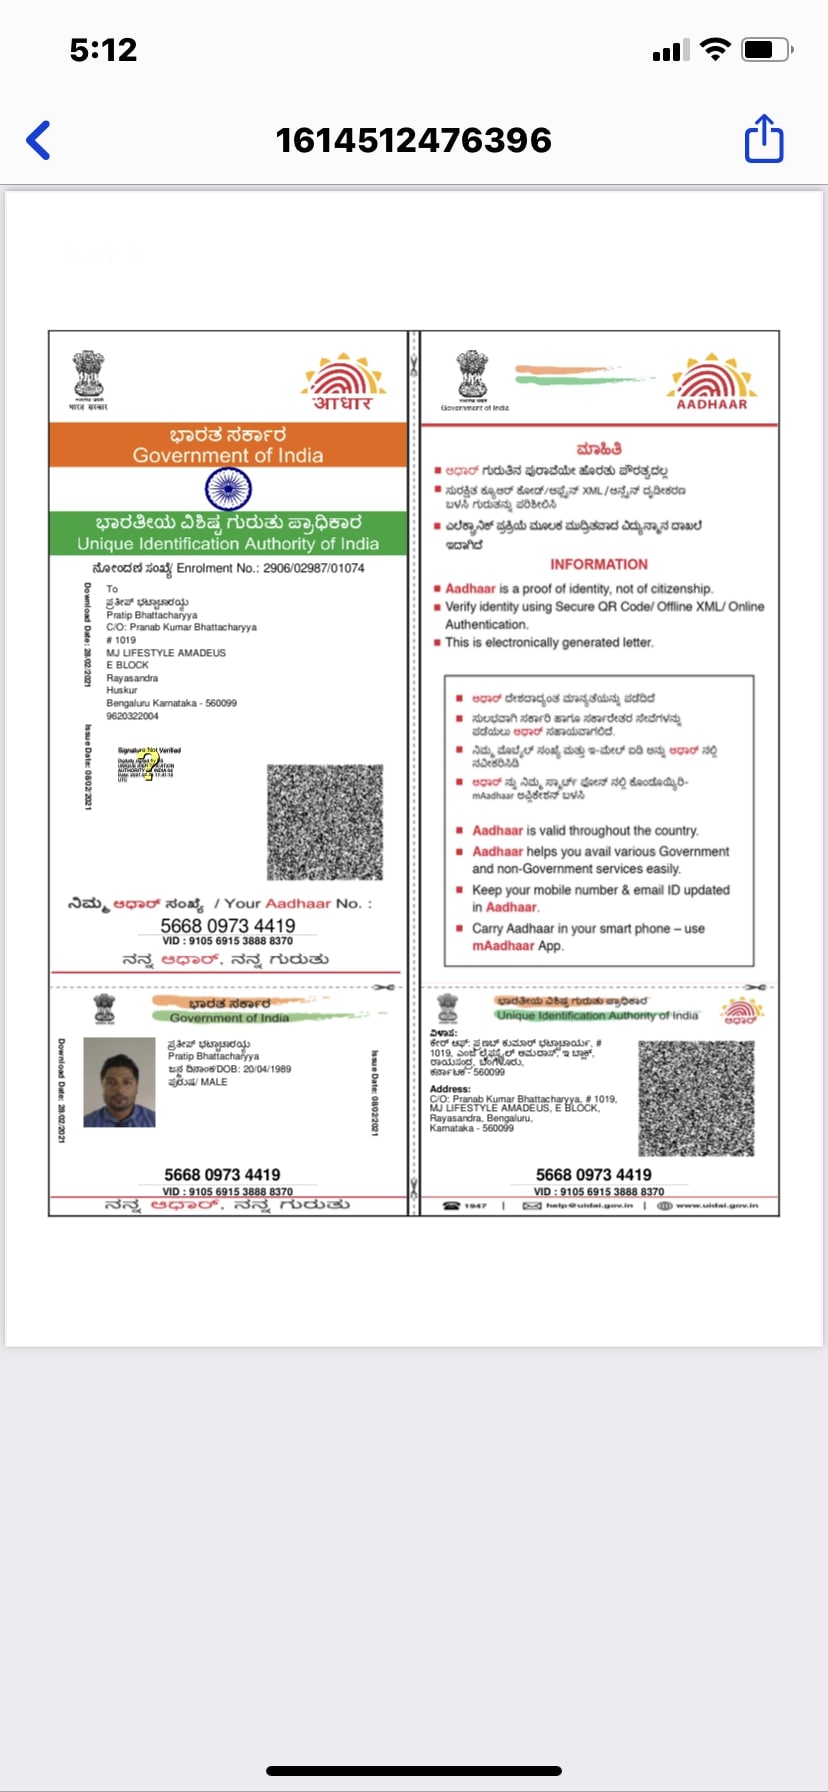 5:12
1614512476396
भारत सरकार
आधार
ಭಾರತ ಸರ್ಕಾರ
Government of India
ಭಾರತೀಯ ವಿಶಿಷ್ಟ ಗುರುತು ಪ್ರಾಧಿಕಾರ
Unique Identification Authority of India
ನೋಂದಣಿ ಸಂಖ್ಯೆ/ Enrolment No.: 2906/02987/01074
Download Date: 28/02/2021
Issue Date: 08/02/2021
To
ಪ್ರತೀಪ್ ಭಟ್ಟಾಚಾರಯ್ಯ
Pratip Bhattacharyya
C/O: Pranab Kumar Bhattacharyya
# 1019
MJ LIFESTYLE AMADEUS
E BLOCK
Rayasandra
Huskur
Bengaluru Karnataka - 560099
9620322004
Signature Not Verified
ನಿಮ್ಮ ಆಧಾರ್ ಸಂಖ್ಯೆ / Your Aadhaar No. :
5668 0973 4419
VID : 9105 6915 3888 8370
ನನ್ನ ಆಧಾರ್, ನನ್ನ ಗುರುತು
Government of India
AADHAAR
ಮಾಹಿತಿ
ಆಧಾರ್ ಗುರುತಿನ ಪುರಾವೆಯೇ ಹೊರತು ಪೌರತ್ವದಲ್ಲ
ಸುರಕ್ಷಿತ ಕ್ಯೂಆರ್ ಕೋಡ್/ಆಫ್ಲೈನ್ XML/ಆನ್ಲೈನ್ ದೃಢೀಕರಣ
ಬಳಸಿ ಗುರುತನ್ನು ಪರಿಶೀಲಿಸಿ
ಎಲೆಕ್ಟ್ರಾನಿಕ್ ಪ್ರಕ್ರಿಯೆ ಮೂಲಕ ಮುದ್ರಿತವಾದ ವಿದ್ಯುನ್ಮಾನ ದಾಖಲೆ
ಇದಾಗಿದೆ
INFORMATION
Aadhaar is a proof of identity, not of citizenship.
Verify identity using Secure QR Code/ Offline XML/ Online
Authentication.
This is electronically generated letter.
ಆಧಾರ್ ದೇಶದಾದ್ಯಂತ ಮಾನ್ಯತೆಯನ್ನು ಪಡೆದಿದೆ
ಸುಲಭವಾಗಿ ಸರ್ಕಾರಿ ಹಾಗೂ ಸರ್ಕಾರೇತರ ಸೇವೆಗಳನ್ನು
ಪಡೆಯಲು ಆಧಾರ್ ಸಹಾಯವಾಗಲಿದೆ.
ನಿಮ್ಮ ಮೊಬೈಲ್ ಸಂಖ್ಯೆ ಮತ್ತು ಇ-ಮೇಲ್ ಐಡಿ ಅನ್ನು ಆಧಾರ್ ನಲ್ಲಿ
ನವೀಕರಿಸಿಡಿ
ಆಧಾರ್ ನ್ನು ನಿಮ್ಮ ಸ್ಮಾರ್ಟ್ ಫೋನ್ ನಲ್ಲಿ ಕೊಂಡೊಯ್ಯಿರಿ-
mAadhaar ಅಪ್ಲಿಕೇಶನ್ ಬಳಸಿ
Aadhaar is valid throughout the country.
Aadhaar helps you avail various Government
and non-Government services easily.
Keep your mobile number & email ID updated
in Aadhaar.
Carry Aadhaar in your smart phone – use
mAadhaar App.
ಭಾರತ ಸರ್ಕಾರ
Government of India
Download Date: 28/02/2021
ಪ್ರತೀಪ್ ಭಟ್ಟಾಚಾರಯ್ಯ
Pratip Bhattacharyya
ಜನ್ಮ ದಿನಾಂಕ/DOB: 20/04/1989
ಪುರುಷ/ MALE
Issue Date: 08/02/2021
5668 0973 4419
VID : 9105 6915 3888 8370
ನನ್ನ ಆಧಾರ್, ನನ್ನ ಗುರುತು
ಭಾರತೀಯ ವಿಶಿಷ್ಟ ಗುರುತು ಪ್ರಾಧಿಕಾರ
Unique Identification Authority of India
ಆಧಾರ್
ವಿಳಾಸ:
ಕೇರ್ ಆಫ್: ಪ್ರಣಬ್ ಕುಮಾರ್ ಭಟ್ಟಾಚಾರ್ಯ, #
1019, ಎಂಜೆ ಲೈಫ್ಸ್ಟೈಲ್ ಅಮದಾಸ್, ಇ ಬ್ಲಾಕ್,
ರಾಯಸಂದ್ರ, ಬೆಂಗಳೂರು,
ಕರ್ನಾಟಕ - 560099
Address:
C/O: Pranab Kumar Bhattacharyya, # 1019,
MJ LIFESTYLE AMADEUS, E BLOCK,
Rayasandra, Bengaluru,
Karnataka - 560099
5668 0973 4419
VID : 9105 6915 3888 8370
1947 | help@uidai.gov.in | www.uidai.gov.in